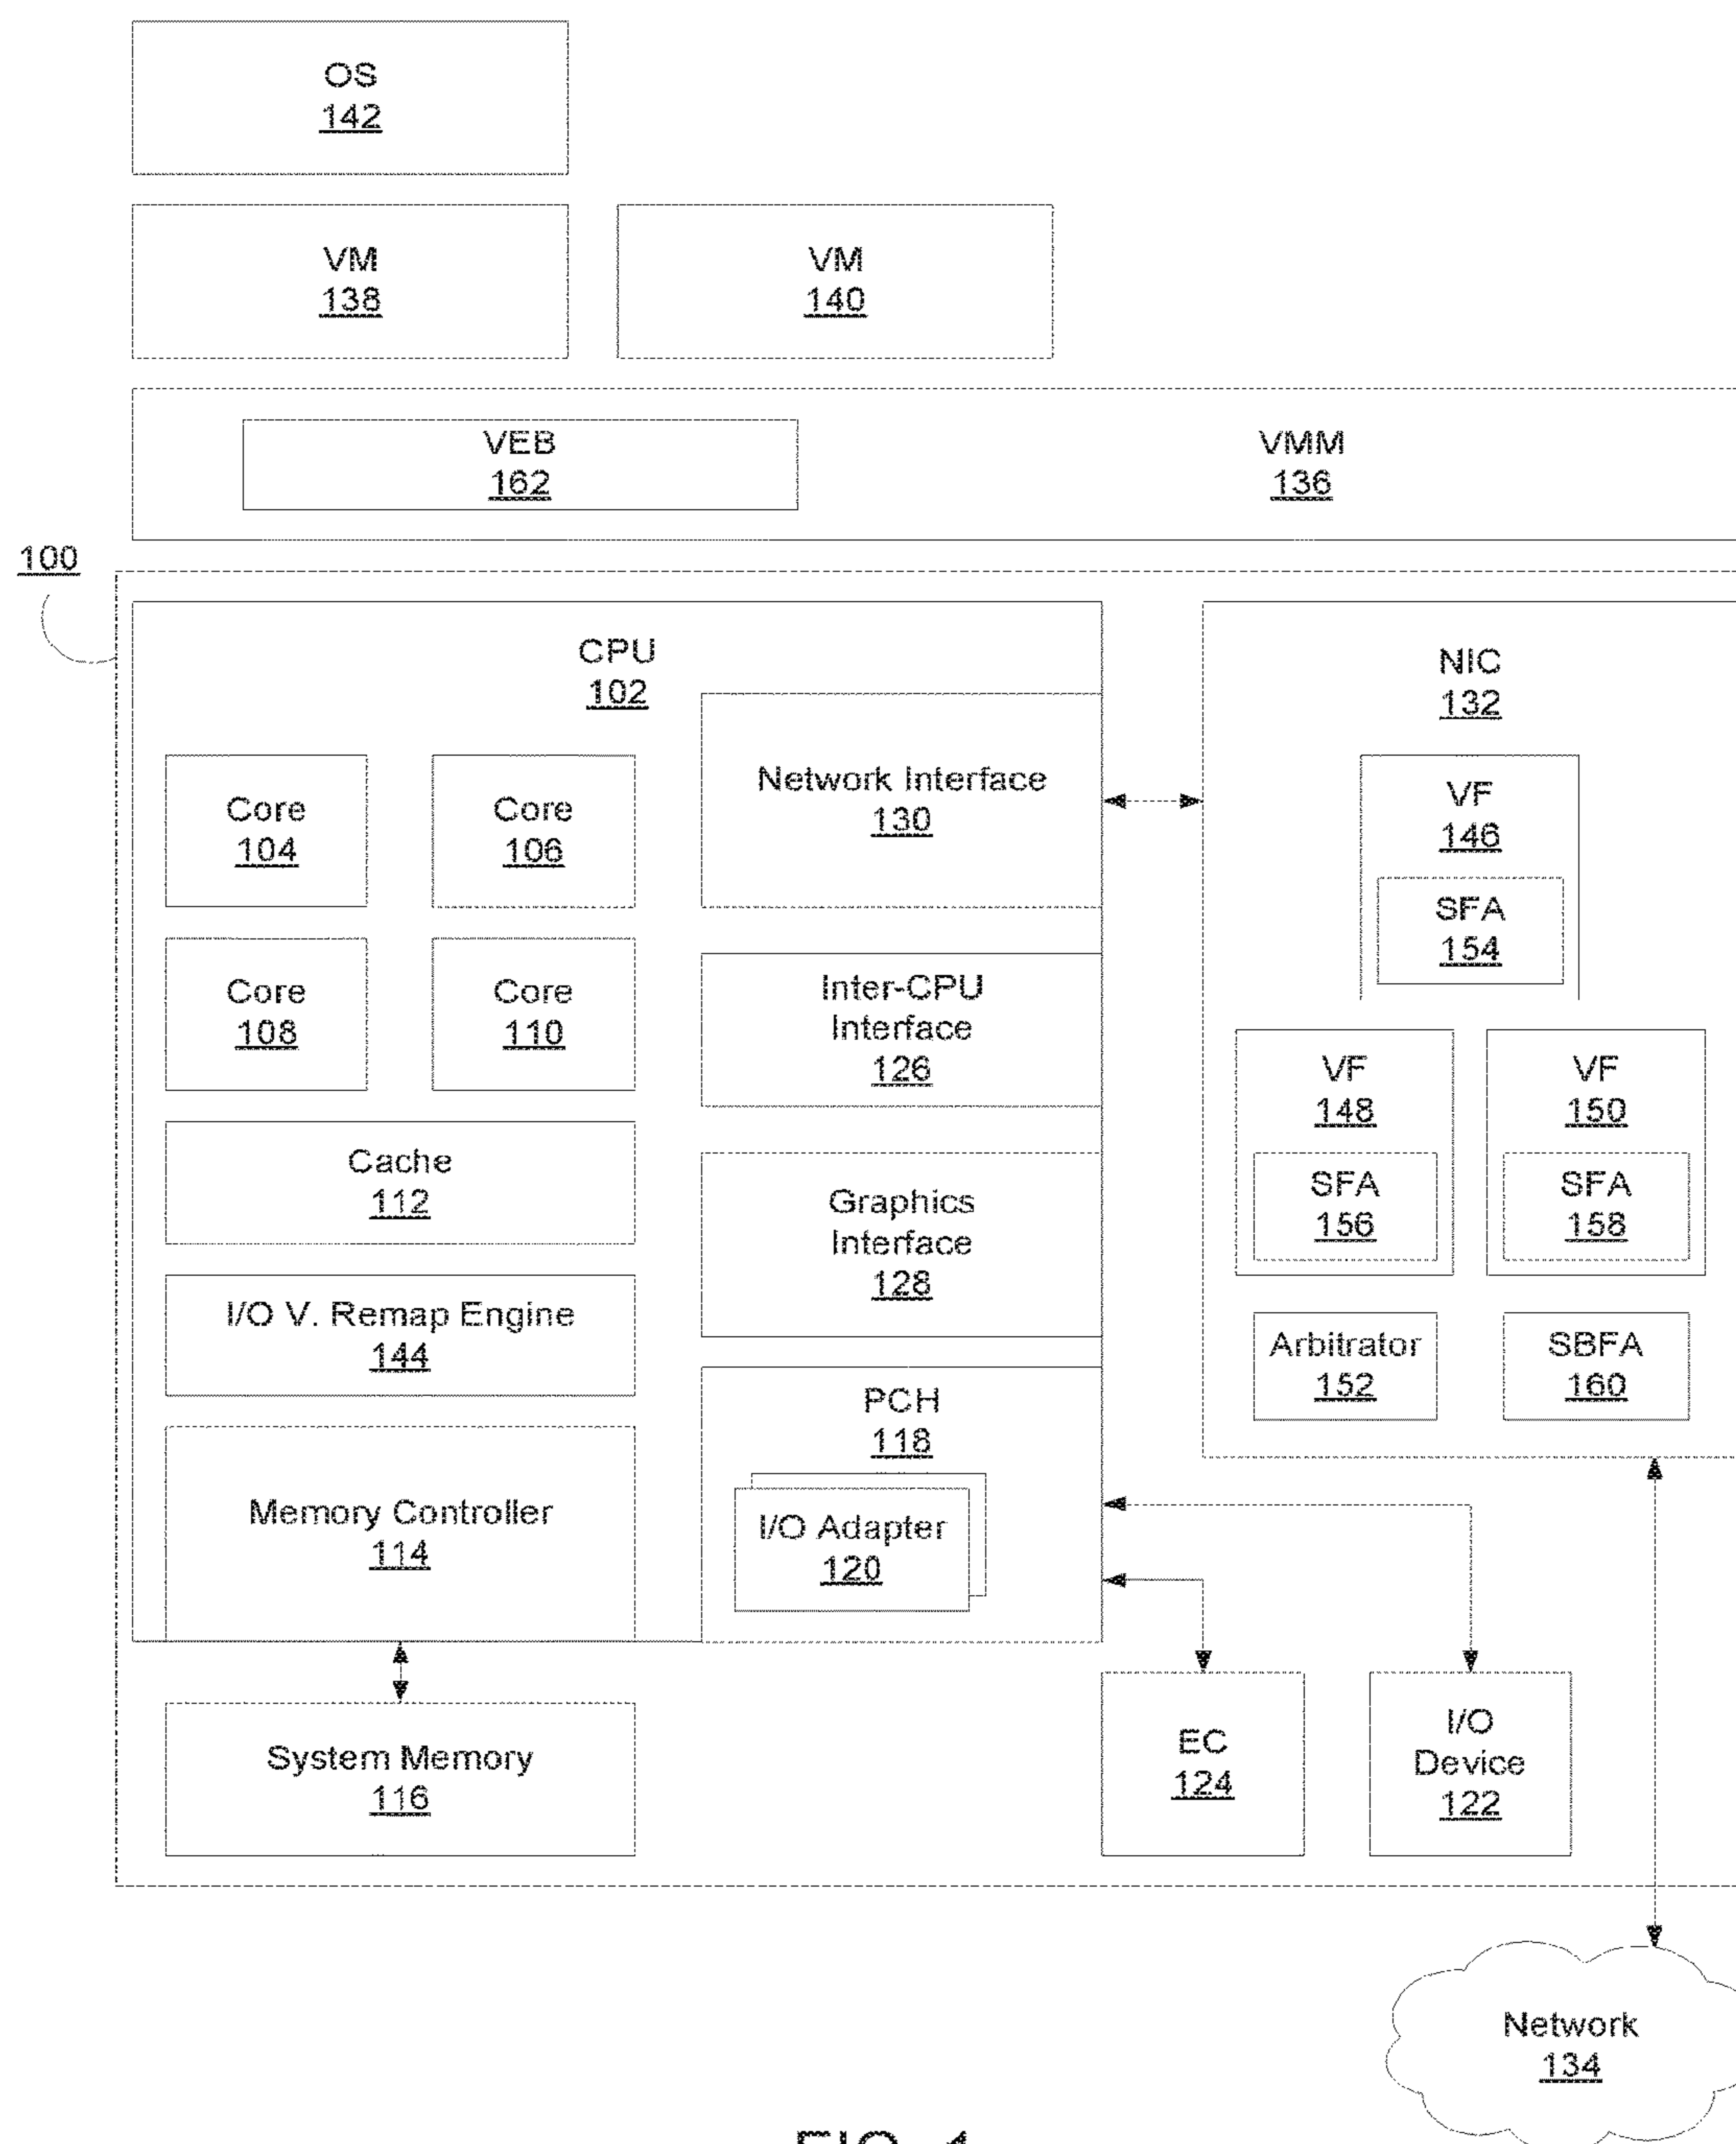 OS
142
VM
138
VM
140
VEB
162
VMM
136
100
CPU
102
Core
104
Core
106
Core
108
Core
110
Cache
112
I/O V. Remap Engine
144
Memory Controller
114
Network Interface
130
Inter-CPU
Interface
126
Graphics
Interface
128
PCH
118
I/O Adapter
120
NIC
132
VF
146
SFA
154
VF
148
SFA
156
VF
150
SFA
158
Arbitrator
152
SBFA
160
System Memory
116
EC
124
I/O
Device
122
Network
134
FIG. 1